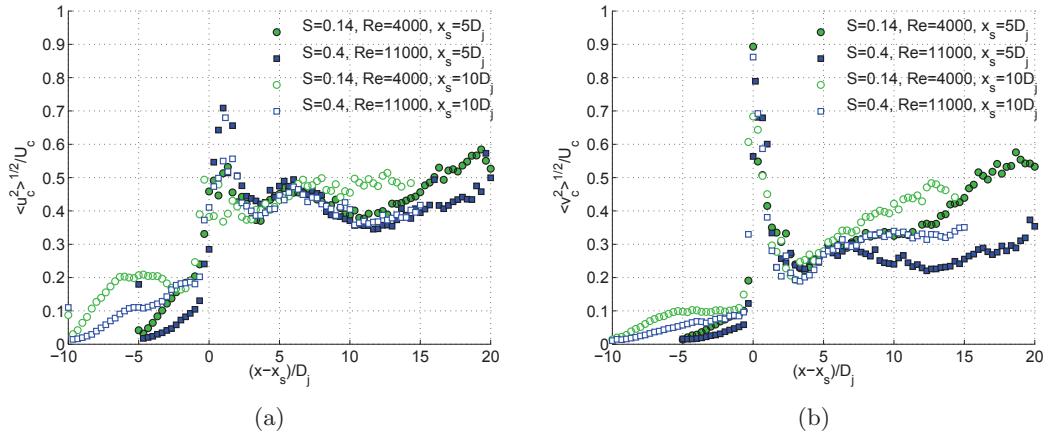 1
0.9
0.8
0.7
0.6
0.5
0.4
0.3
0.2
0.1
0
−10 −5 0 5 10 15 20
<u_c^2>^{1/2}/U_c
(x−x_s)/D_j
S=0.14, Re=4000, x_s=5D_j
S=0.4, Re=11000, x_s=5D_j
S=0.14, Re=4000, x_s=10D_j
S=0.4, Re=11000, x_s=10D_j
(a)
1
0.9
0.8
0.7
0.6
0.5
0.4
0.3
0.2
0.1
0
−10 −5 0 5 10 15 20
<v_c^2>^{1/2}/U_c
(x−x_s)/D_j
S=0.14, Re=4000, x_s=5D_j
S=0.4, Re=11000, x_s=5D_j
S=0.14, Re=4000, x_s=10D_j
S=0.4, Re=11000, x_s=10D_j
(b)